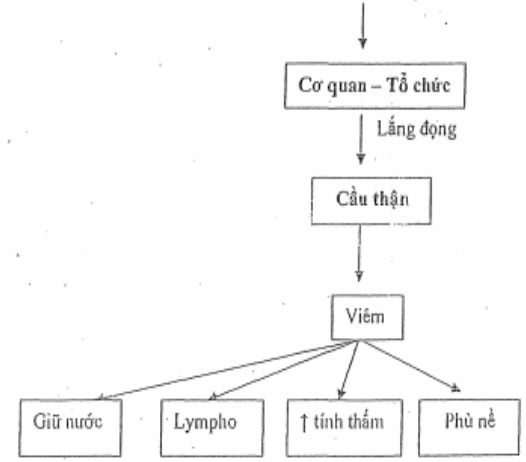 Cơ quan – Tổ chức
Lắng đọng
Cầu thận
Viêm
Giữ nước
Lympho
↑ tính thấm
Phù nề